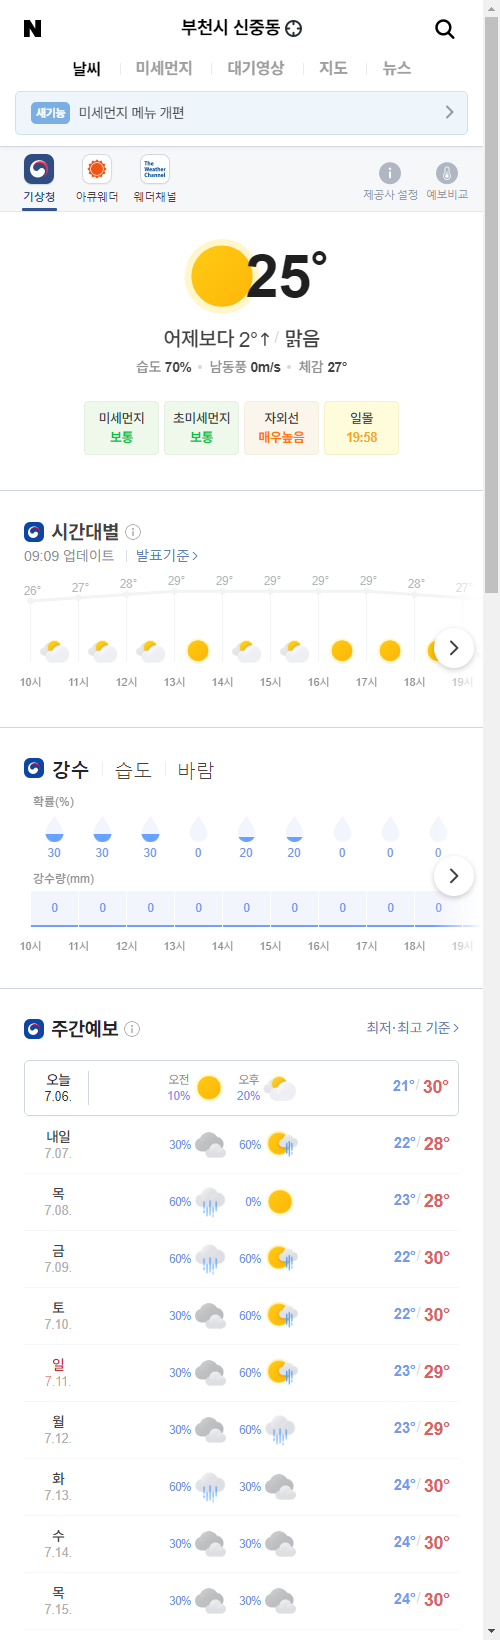 N 부천시 신중동
날씨 미세먼지 대기영상 지도 뉴스
새기능 미세먼지 메뉴 개편
The Weather Channel
기상청 아큐웨더 웨더채널 제공사 설정 예보비교
25°
어제보다 2°↑ / 맑음
습도 70% • 남동풍 0m/s • 체감 27°
미세먼지 초미세먼지 자외선 일몰
보통 보통 매우높음 19:58
시간대별
09:09 업데이트 발표기준 >
26° 27° 28° 29° 29° 29° 29° 29° 28° 27°
10시 11시 12시 13시 14시 15시 16시 17시 18시 19시
강수 습도 바람
확률(%)
30 30 30 0 20 20 0 0 0
강수량(mm)
0 0 0 0 0 0 0 0 0
10시 11시 12시 13시 14시 15시 16시 17시 18시 19시
주간예보 최저·최고 기준 >
오늘 오전 오후
7.06. 10% 20% 21° / 30°
내일
7.07. 30% 60% 22° / 28°
목
7.08. 60% 0% 23° / 28°
금
7.09. 60% 60% 22° / 30°
토
7.10. 30% 60% 22° / 30°
일
7.11. 30% 60% 23° / 29°
월
7.12. 30% 60% 23° / 29°
화
7.13. 60% 30% 24° / 30°
수
7.14. 30% 30% 24° / 30°
목
7.15. 30% 30% 24° / 30°